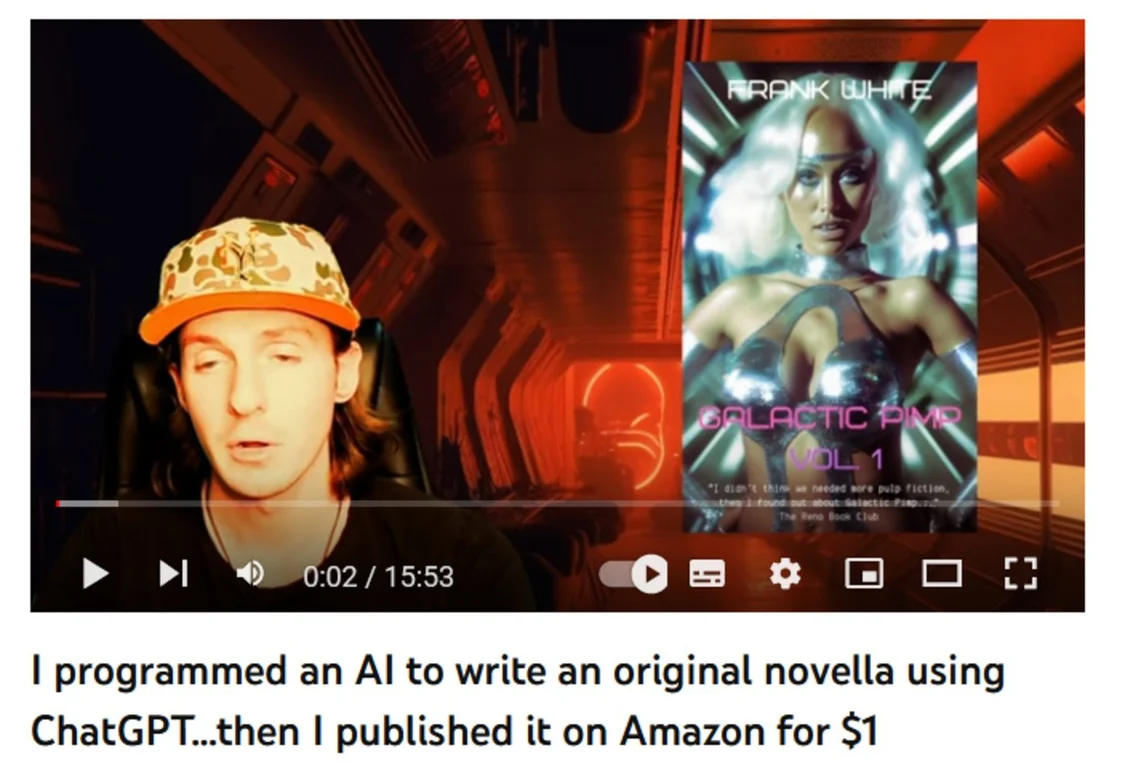 FRANK WHITE
GALACTIC PIMP
VOL. 1
"I didn't think we needed more pulp fiction,
then I found out about Galactic Pimp..."
The Reno Book Club
0:02 / 15:53
I programmed an AI to write an original novella using
ChatGPT...then I published it on Amazon for $1